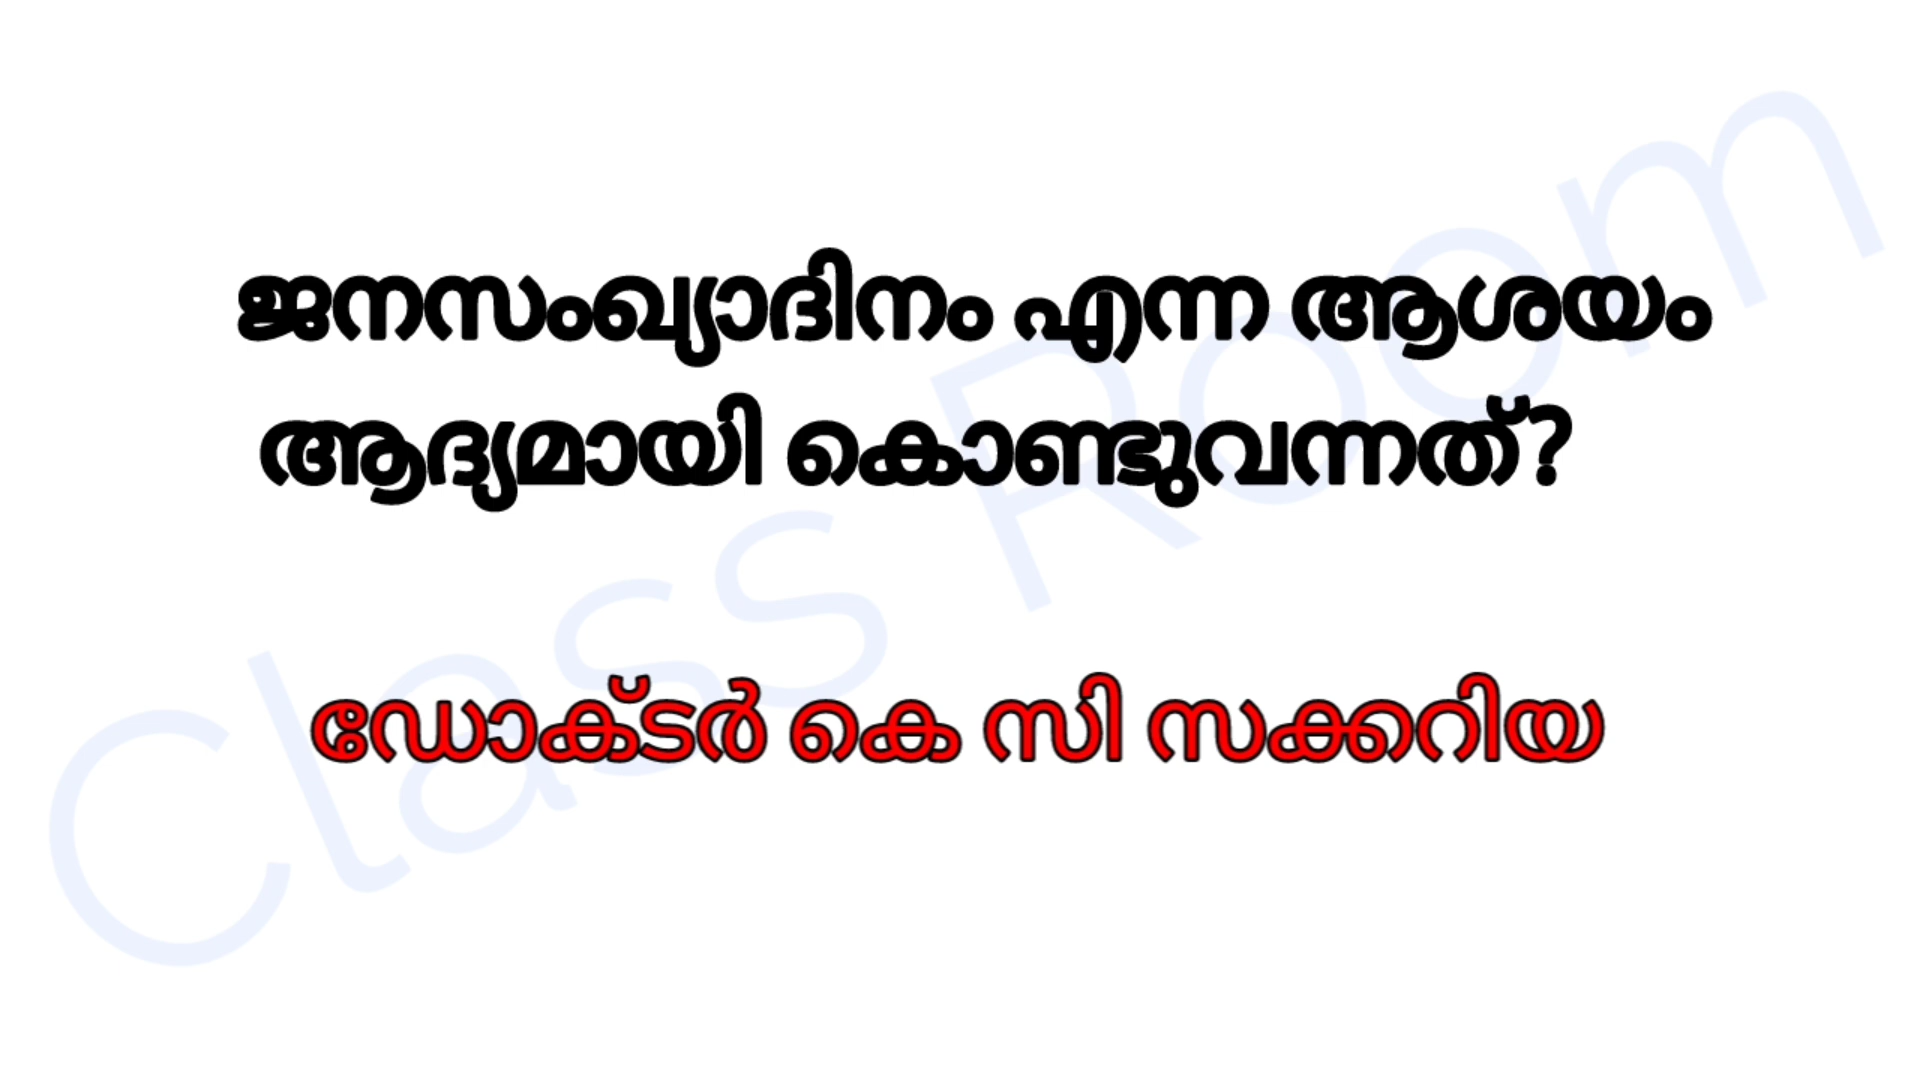 ജനസംഖ്യാദിനം എന്ന ആശയം
ആദ്യമായി കൊണ്ടുവന്നത്?
ഡോക്ടർ കെ സി സക്കറിയ
Class Room